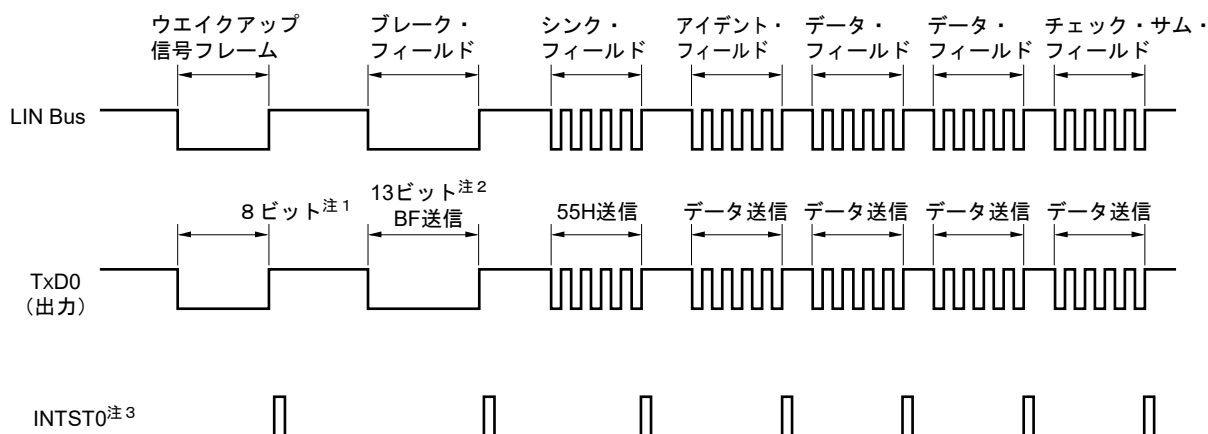 ウエイクアップ
信号フレーム
ブレーク・
フィールド
シンク・
フィールド
アイデント・
フィールド
データ・
フィールド
データ・
フィールド
チェック・サム・
フィールド
LIN Bus
8ビット注1
13ビット注2
BF送信
55H送信
データ送信
データ送信
データ送信
データ送信
TxD0
（出力）
INTST0注3